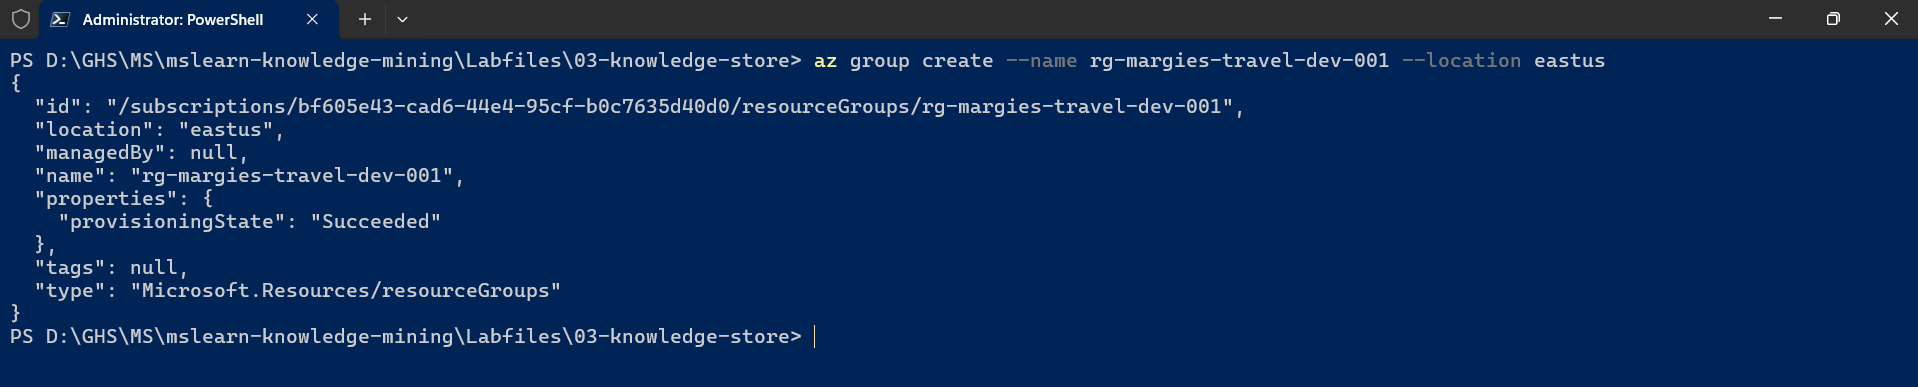 Administrator: PowerShell
PS D:\GHS\MS\mslearn-knowledge-mining\Labfiles\03-knowledge-store> az group create --name rg-margies-travel-dev-001 --location eastus
{
  "id": "/subscriptions/bf605e43-cad6-44e4-95cf-b0c7635d40d0/resourceGroups/rg-margies-travel-dev-001",
  "location": "eastus",
  "managedBy": null,
  "name": "rg-margies-travel-dev-001",
  "properties": {
    "provisioningState": "Succeeded"
  },
  "tags": null,
  "type": "Microsoft.Resources/resourceGroups"
}
PS D:\GHS\MS\mslearn-knowledge-mining\Labfiles\03-knowledge-store>